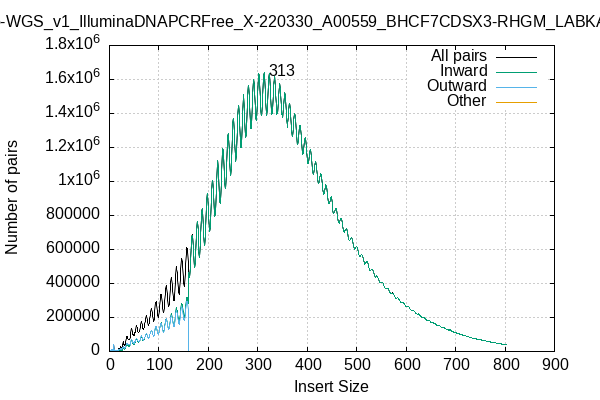 -WGS_v1_IlluminaDNAPCRFree_X-220330_A00559_BHCF7CDSX3-RHGM_LABKA
1.8x10^6
1.6x10^6
1.4x10^6
1.2x10^6
1x10^6
800000
600000
400000
200000
0
Number of pairs
313
All pairs
Inward
Outward
Other
0 100 200 300 400 500 600 700 800 900
Insert Size